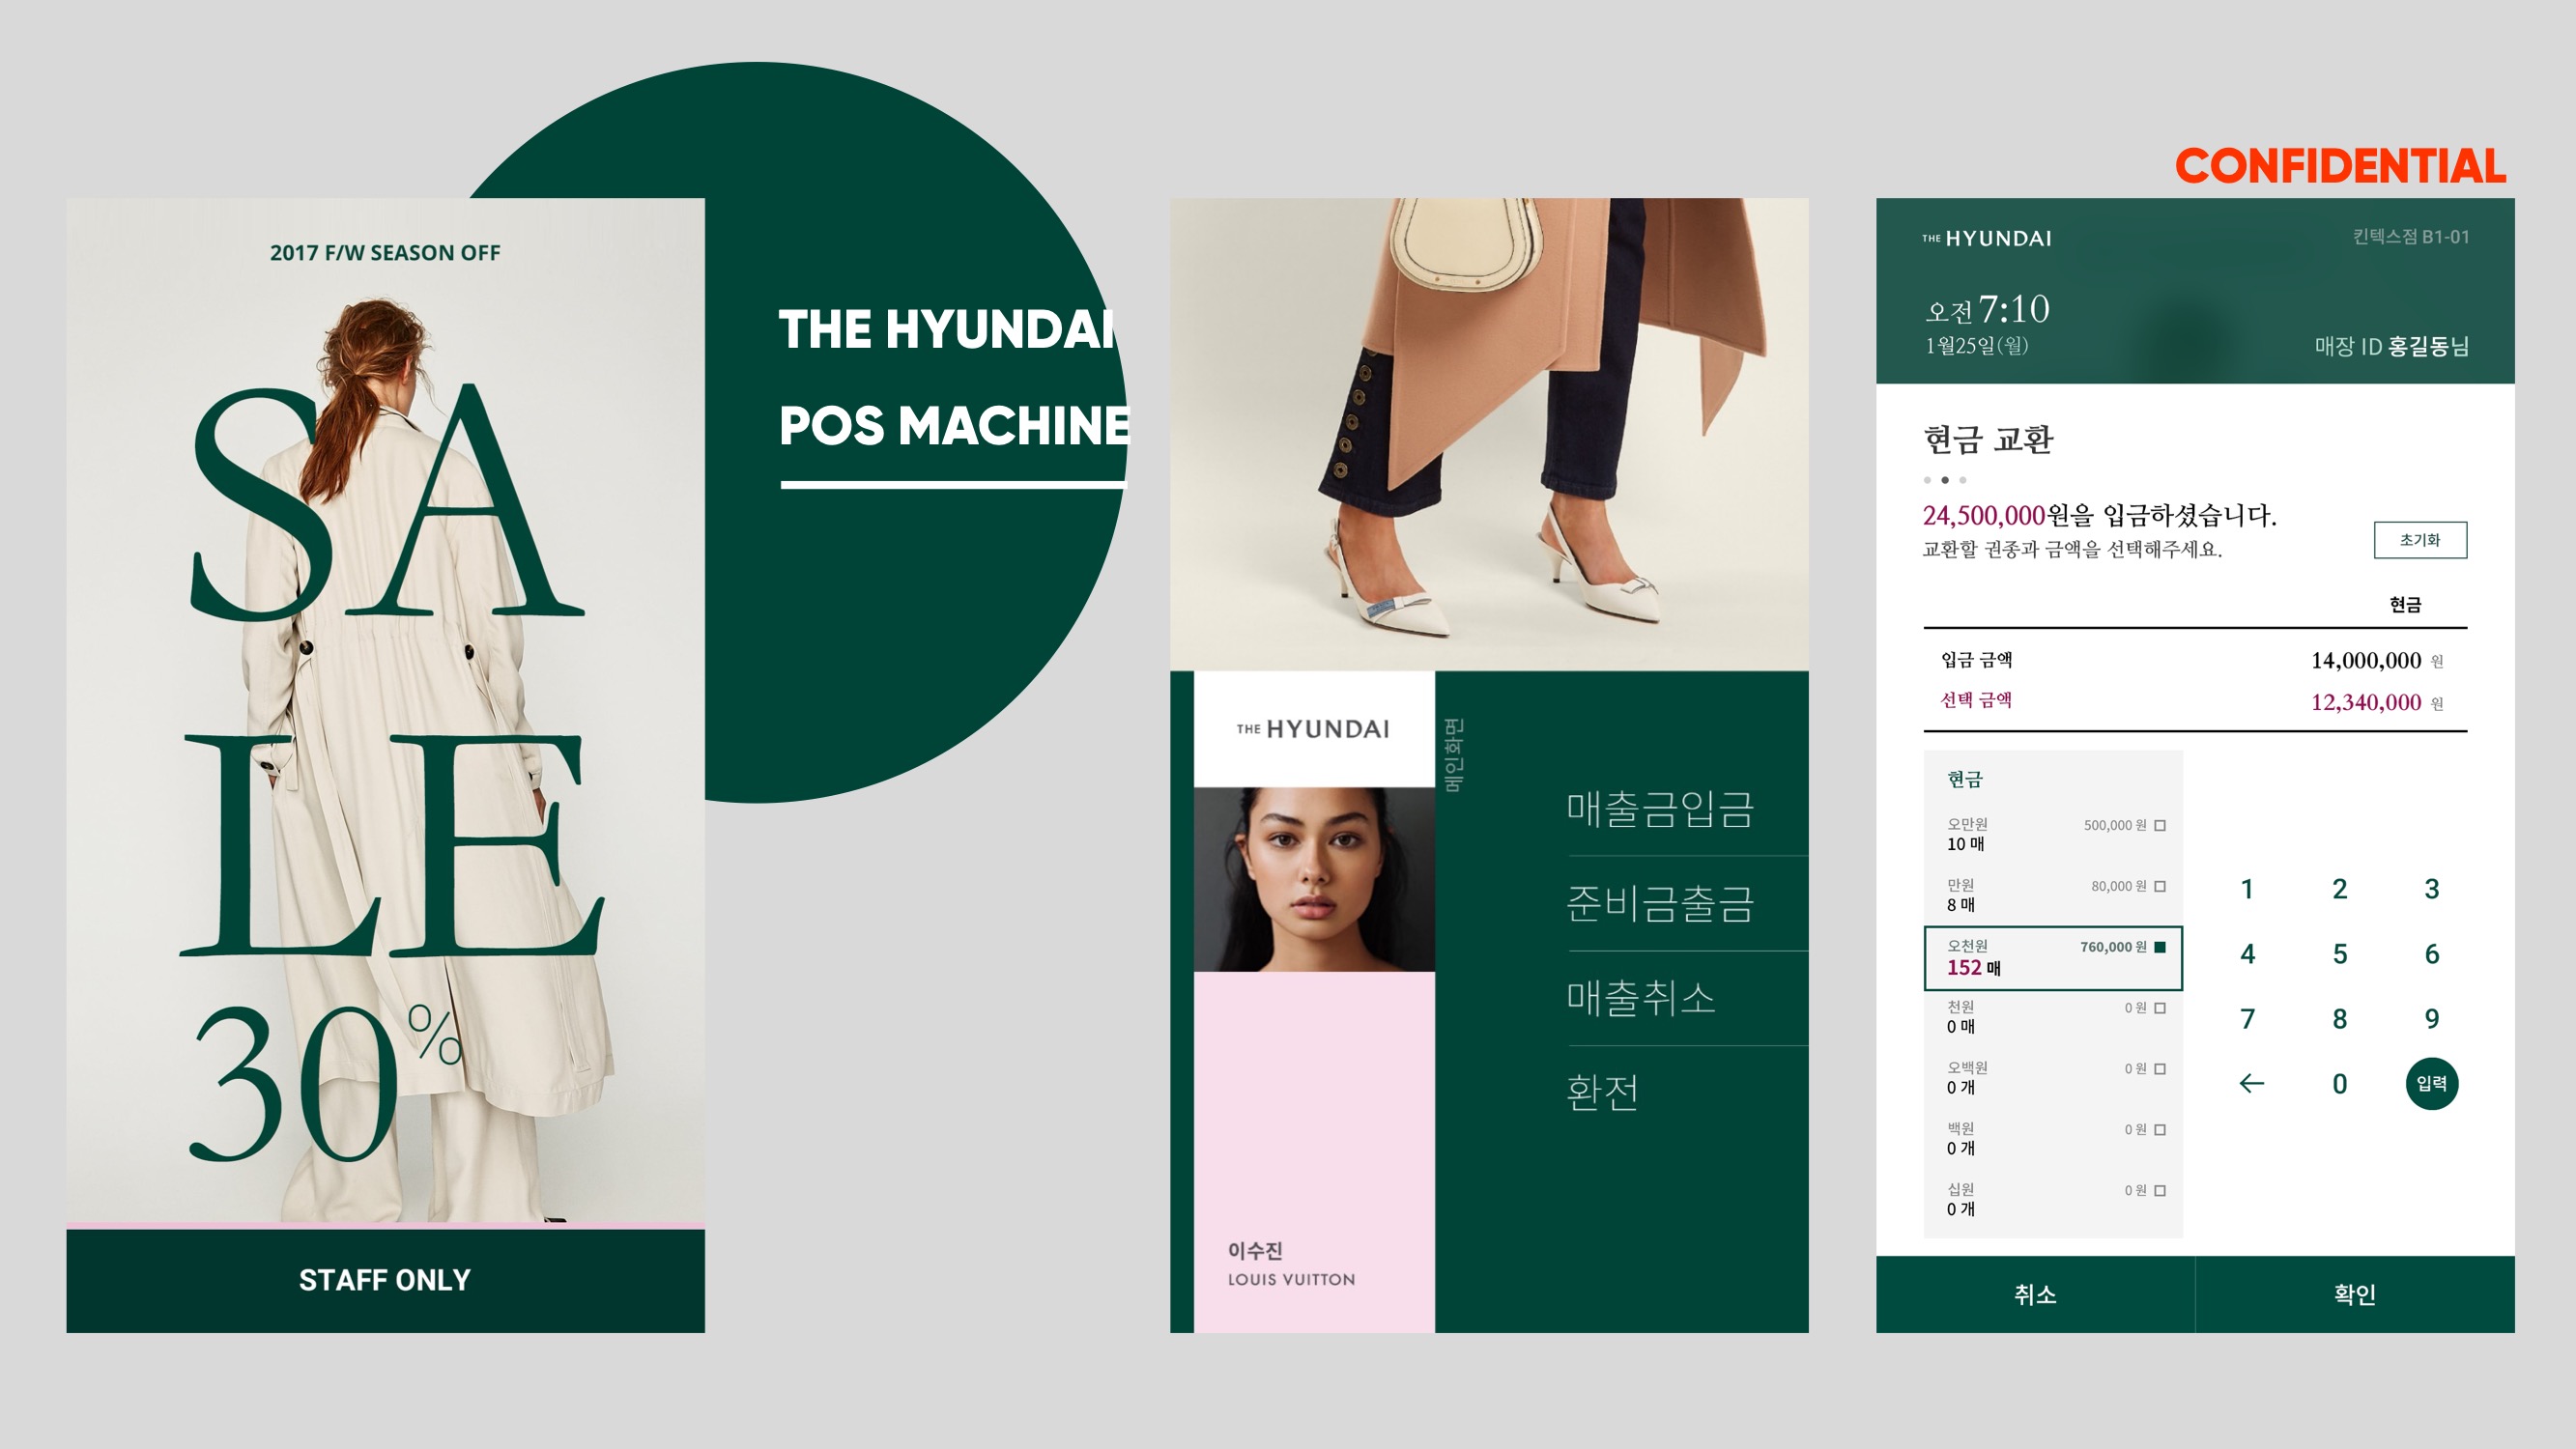 2017 F/W SEASON OFF
SA
LE
30%
STAFF ONLY
THE HYUNDAI
POS MACHINE
THE HYUNDAI
메인화면
매출금입금
준비금출금
매출취소
환전
이수진
LOUIS VUITTON
CONFIDENTIAL
THE HYUNDAI
킨텍스점 B1-01
오전 7:10
1월25일(월)
매장 ID 홍길동님
현금 교환
24,500,000원을 입금하셨습니다.
교환할 권종과 금액을 선택해주세요.
초기화
현금
입금 금액 14,000,000 원
선택 금액 12,340,000 원
현금
오만원 500,000 원
10 매
만원 80,000 원
8 매
오천원 760,000 원
152 매
천원 0 원
0 매
오백원 0 원
0 개
백원 0 원
0 개
십원 0 원
0 개
1 2 3
4 5 6
7 8 9
← 0 입력
취소 확인